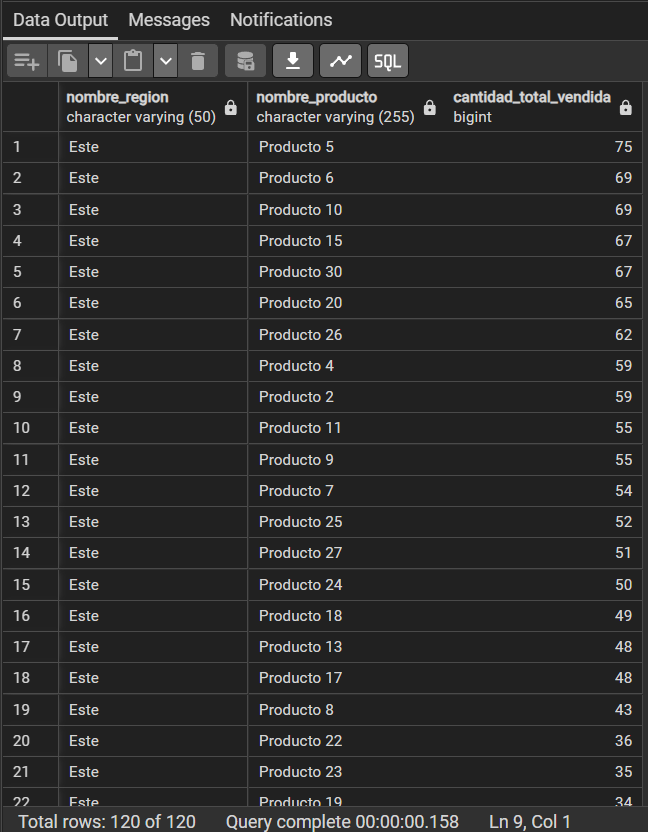 Data Output Messages Notifications
SQL
nombre_region nombre_producto cantidad_total_vendida
character varying (50) character varying (255) bigint
1 Este Producto 5 75
2 Este Producto 6 69
3 Este Producto 10 69
4 Este Producto 15 67
5 Este Producto 30 67
6 Este Producto 20 65
7 Este Producto 26 62
8 Este Producto 4 59
9 Este Producto 2 59
10 Este Producto 11 55
11 Este Producto 9 55
12 Este Producto 7 54
13 Este Producto 25 52
14 Este Producto 27 51
15 Este Producto 24 50
16 Este Producto 18 49
17 Este Producto 13 48
18 Este Producto 17 48
19 Este Producto 8 43
20 Este Producto 22 36
21 Este Producto 23 35
22 Este Producto 19 34
Total rows: 120 of 120 Query complete 00:00:00.158 Ln 9, Col 1